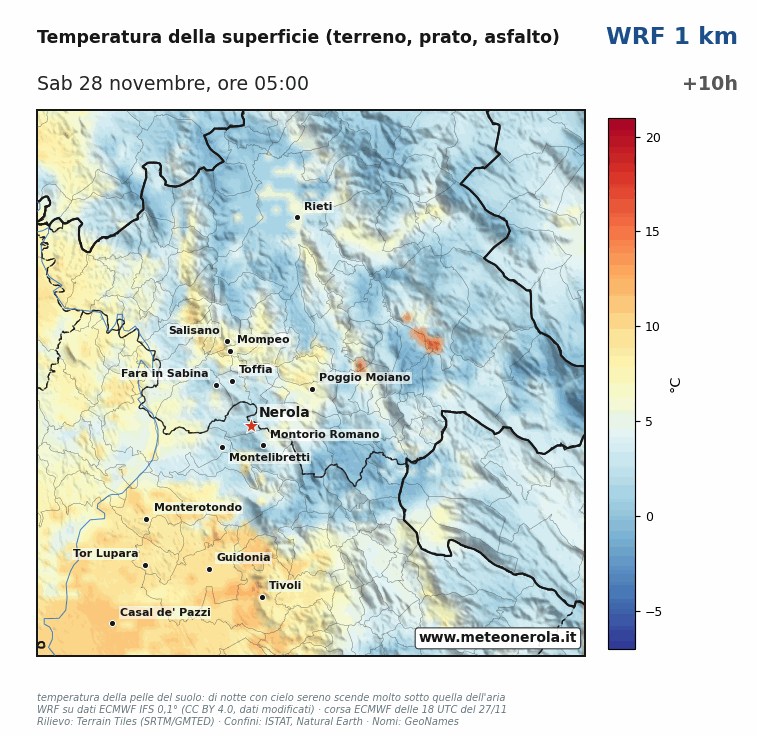 Temperatura della superficie (terreno, prato, asfalto)
WRF 1 km
Sab 28 novembre, ore 05:00
+10h
Rieti
Salisano
Mompeo
Fara in Sabina
Toffia
Poggio Moiano
Nerola
Montorio Romano
Montelibretti
Monterotondo
Tor Lupara
Guidonia
Tivoli
Casal de' Pazzi
www.meteonerola.it
20
15
10
5
0
−5
°C
temperatura della pelle del suolo: di notte con cielo sereno scende molto sotto quella dell'aria
WRF su dati ECMWF IFS 0,1° (CC BY 4.0, dati modificati) · corsa ECMWF delle 18 UTC del 27/11
Rilievo: Terrain Tiles (SRTM/GMTED) · Confini: ISTAT, Natural Earth · Nomi: GeoNames